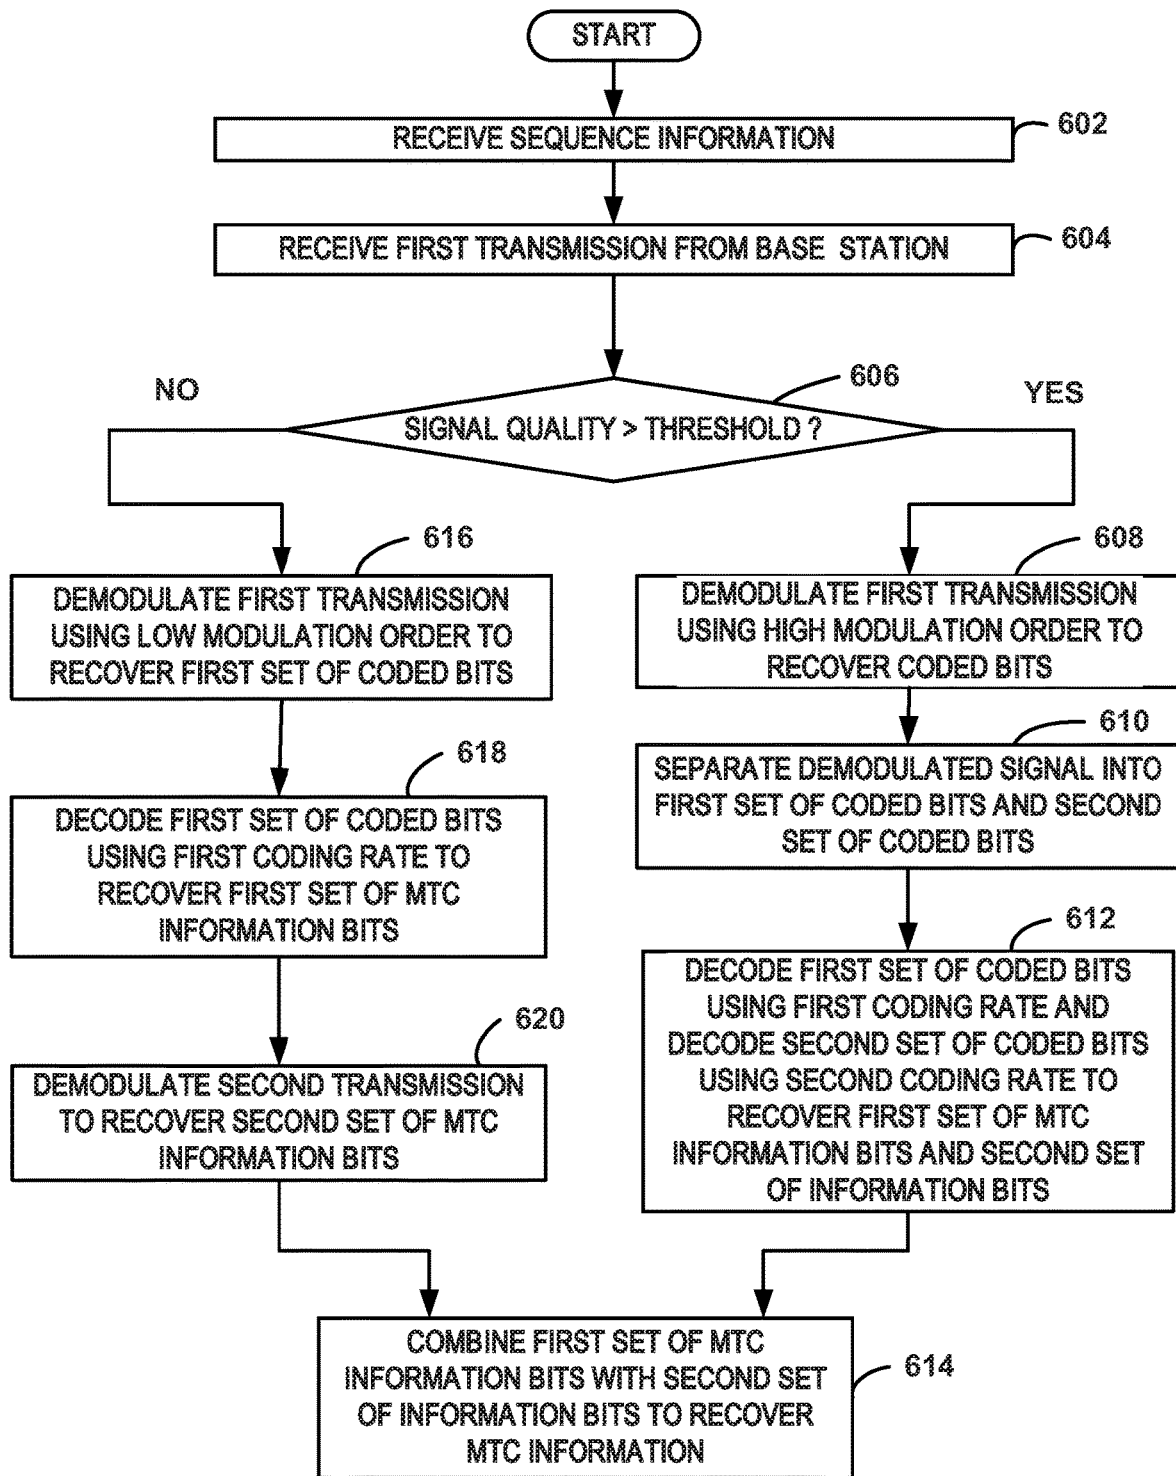 START
RECEIVE SEQUENCE INFORMATION
602
RECEIVE FIRST TRANSMISSION FROM BASE STATION
604
606
NO
YES
SIGNAL QUALITY > THRESHOLD ?
616
DEMODULATE FIRST TRANSMISSION
USING LOW MODULATION ORDER TO
RECOVER FIRST SET OF CODED BITS
618
DECODE FIRST SET OF CODED BITS
USING FIRST CODING RATE TO
RECOVER FIRST SET OF MTC
INFORMATION BITS
620
DEMODULATE SECOND TRANSMISSION
TO RECOVER SECOND SET OF MTC
INFORMATION BITS
608
DEMODULATE FIRST TRANSMISSION
USING HIGH MODULATION ORDER TO
RECOVER CODED BITS
610
SEPARATE DEMODULATED SIGNAL INTO
FIRST SET OF CODED BITS AND SECOND
SET OF CODED BITS
612
DECODE FIRST SET OF CODED BITS
USING FIRST CODING RATE AND
DECODE SECOND SET OF CODED BITS
USING SECOND CODING RATE TO
RECOVER FIRST SET OF MTC
INFORMATION BITS AND SECOND SET
OF INFORMATION BITS
COMBINE FIRST SET OF MTC
INFORMATION BITS WITH SECOND SET
OF INFORMATION BITS TO RECOVER
MTC INFORMATION
614